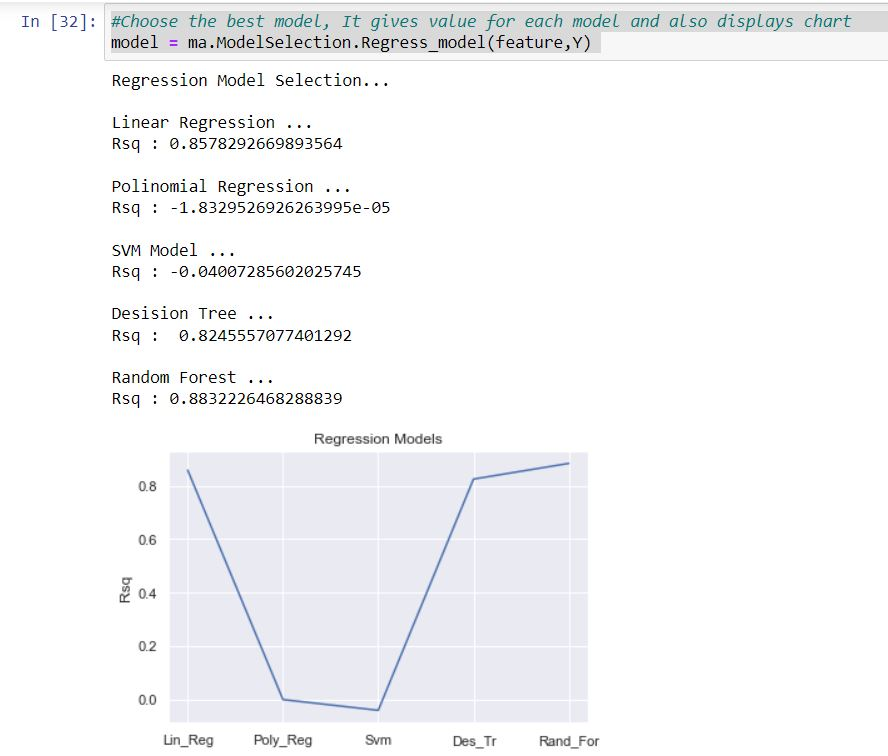 In [32]: #Choose the best model, It gives value for each model and also displays chart
model = ma.ModelSelection.Regress_model(feature,Y)
Regression Model Selection...
Linear Regression ...
Rsq : 0.8578292669893564
Polinomial Regression ...
Rsq : -1.8329526926263995e-05
SVM Model ...
Rsq : -0.04007285602025745
Desision Tree ...
Rsq :  0.8245557077401292
Random Forest ...
Rsq : 0.8832226468288839
Regression Models
0.8
0.6
0.4
0.2
0.0
Rsq
Lin_Reg Poly_Reg Svm Des_Tr Rand_For